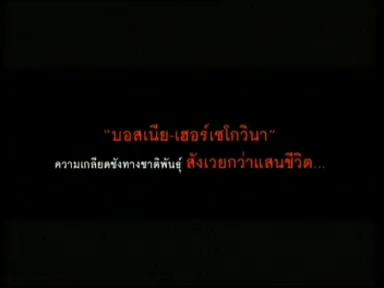 "บอสเนีย-เฮอร์เซโกวินา"
ความเกลียดชังทางชาติพันธุ์ สังเวยกว่าแสนชีวิต...